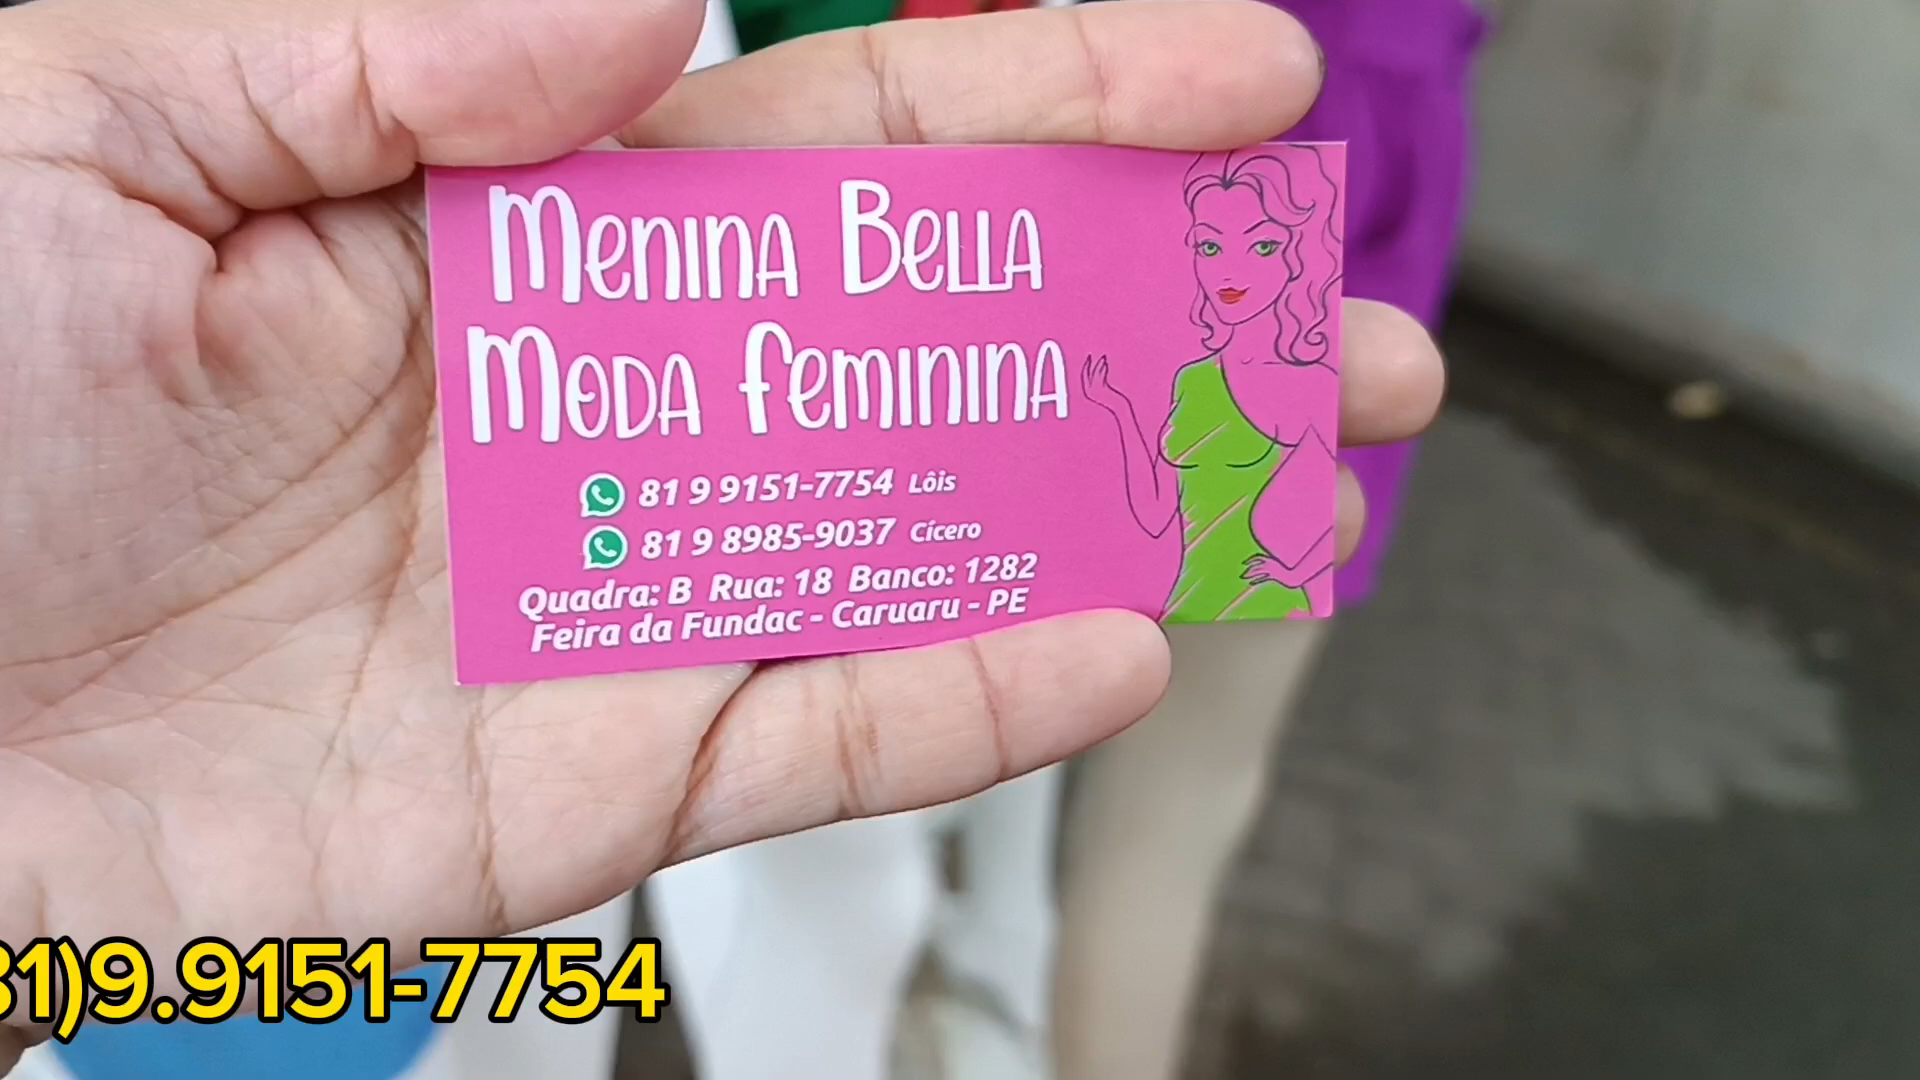 Menina Bella
Moda Feminina
81 9 9151-7754 Lôis
81 9 8985-9037 Cícero
Quadra: B Rua: 18 Banco: 1282
Feira da Fundac - Caruaru - PE
81)9.9151-7754